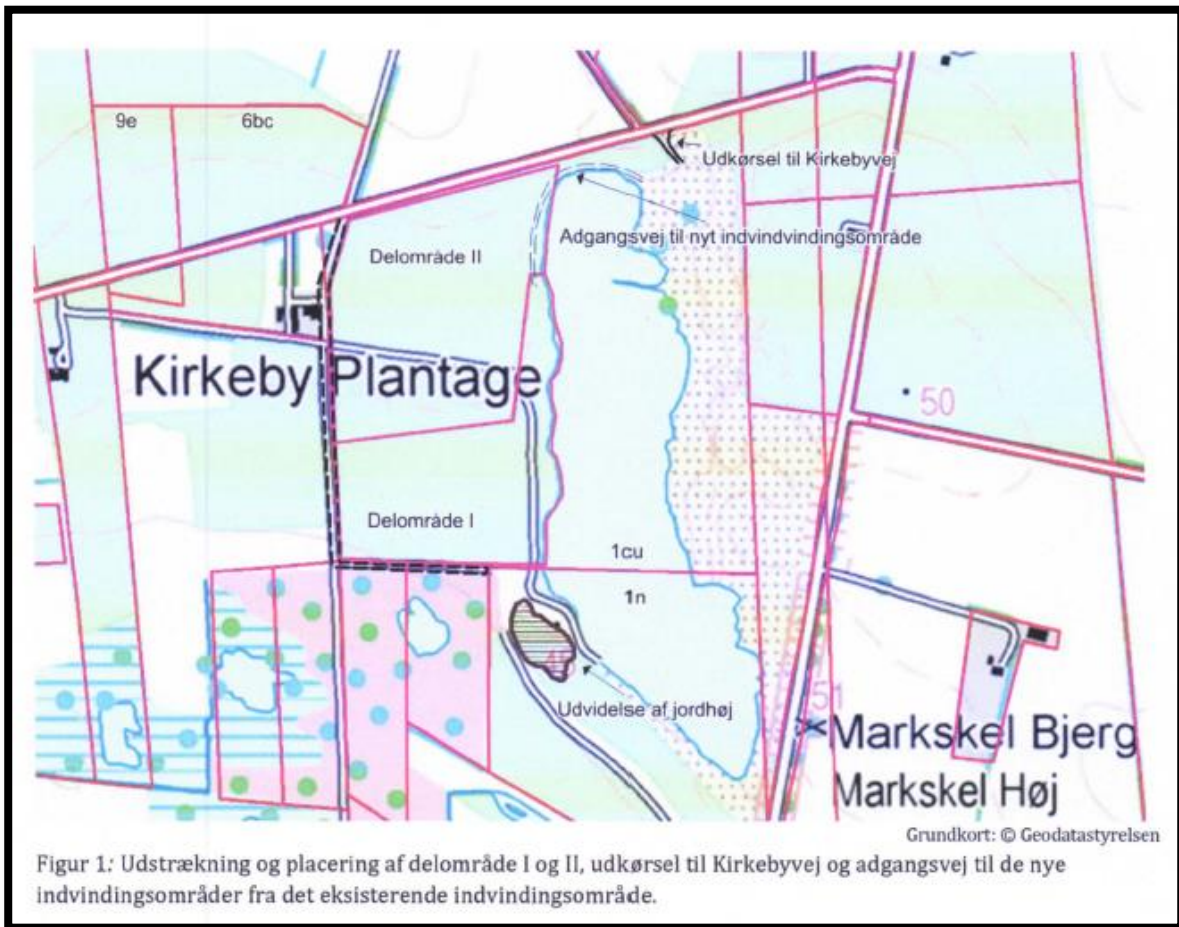 9e
6bc
Udkørsel til Kirkebyvej
Adgangsvej til nyt indvindvindingsområde
Delområde II
Kirkeby Plantage
50
Delområde I
1cu
1n
Udvidelse af jordhøj
51
Markskel Bjerg
Markskel Høj
Grundkort: © Geodatastyrelsen
Figur 1: Udstrækning og placering af delområde I og II, udkørsel til Kirkebyvej og adgangsvej til de nye
indvindingsområder fra det eksisterende indvindingsområde.